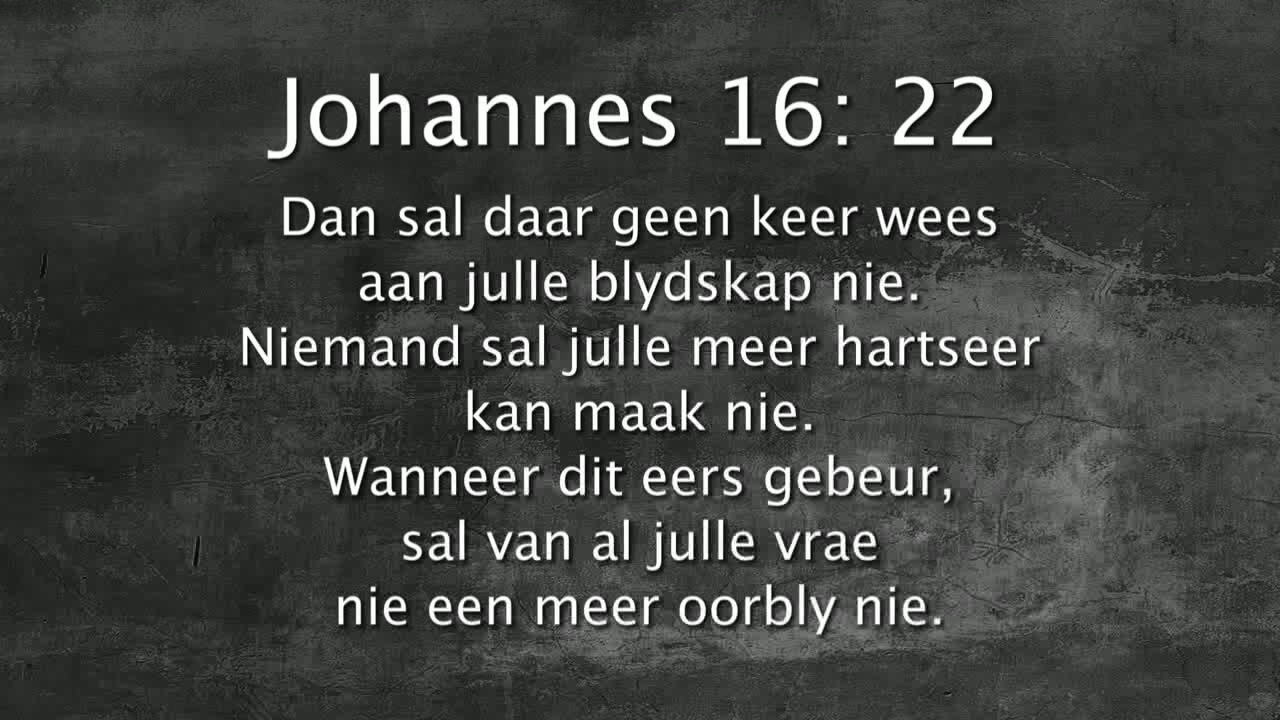 Johannes 16: 22
Dan sal daar geen keer wees
aan julle blydskap nie.
Niemand sal julle meer hartseer
kan maak nie.
Wanneer dit eers gebeur,
sal van al julle vrae
nie een meer oorbly nie.